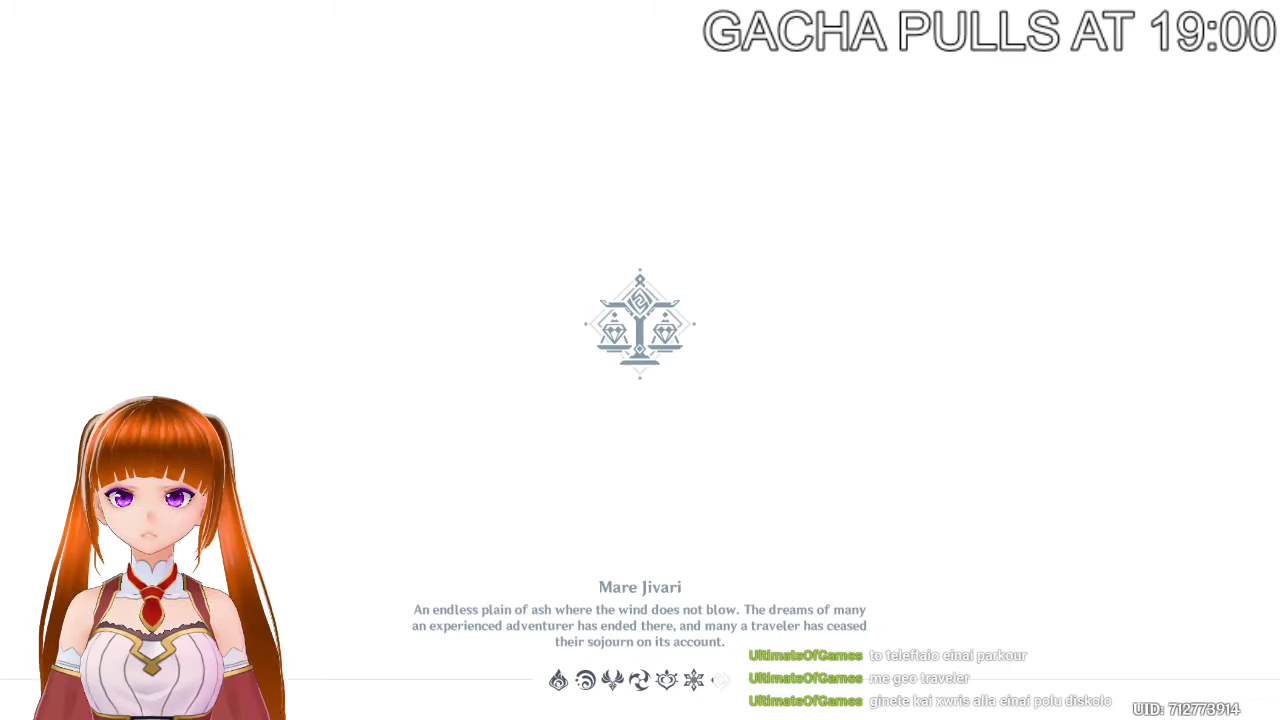 GACHA PULLS AT 19:00
Mare Jivari
An endless plain of ash where the wind does not blow. The dreams of many
an experienced adventurer has ended there, and many a traveler has ceased
their sojourn on its account.
UltimateOfGames to teleftaio einai parkour
UltimateOfGames me geo traveler
UltimateOfGames ginete kai xwris alla einai polu diskolo
UID: 712773914